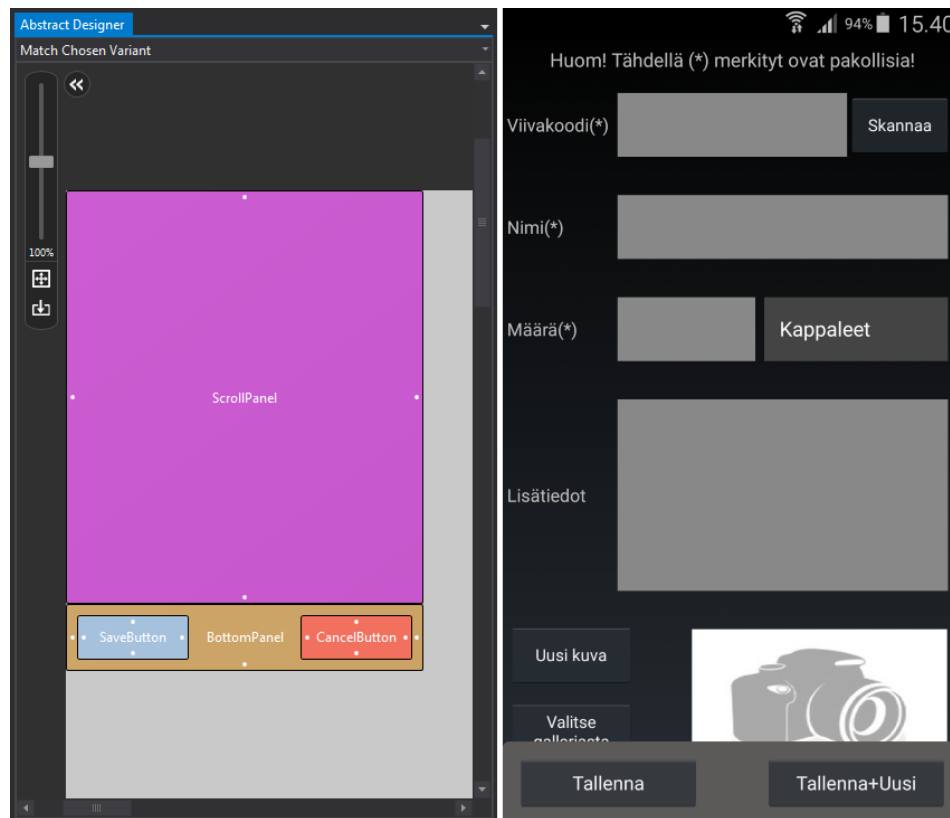 Abstract Designer
Match Chosen Variant
100%
ScrollPanel
SaveButton
BottomPanel
CancelButton
94%
15.40
Huom! Tähdellä (*) merkityt ovat pakollisia!
Viivakoodi(*)
Skannaa
Nimi(*)
Määrä(*)
Kappaleet
Lisätiedot
Uusi kuva
Valitse
galleriasta
Tallenna
Tallenna+Uusi